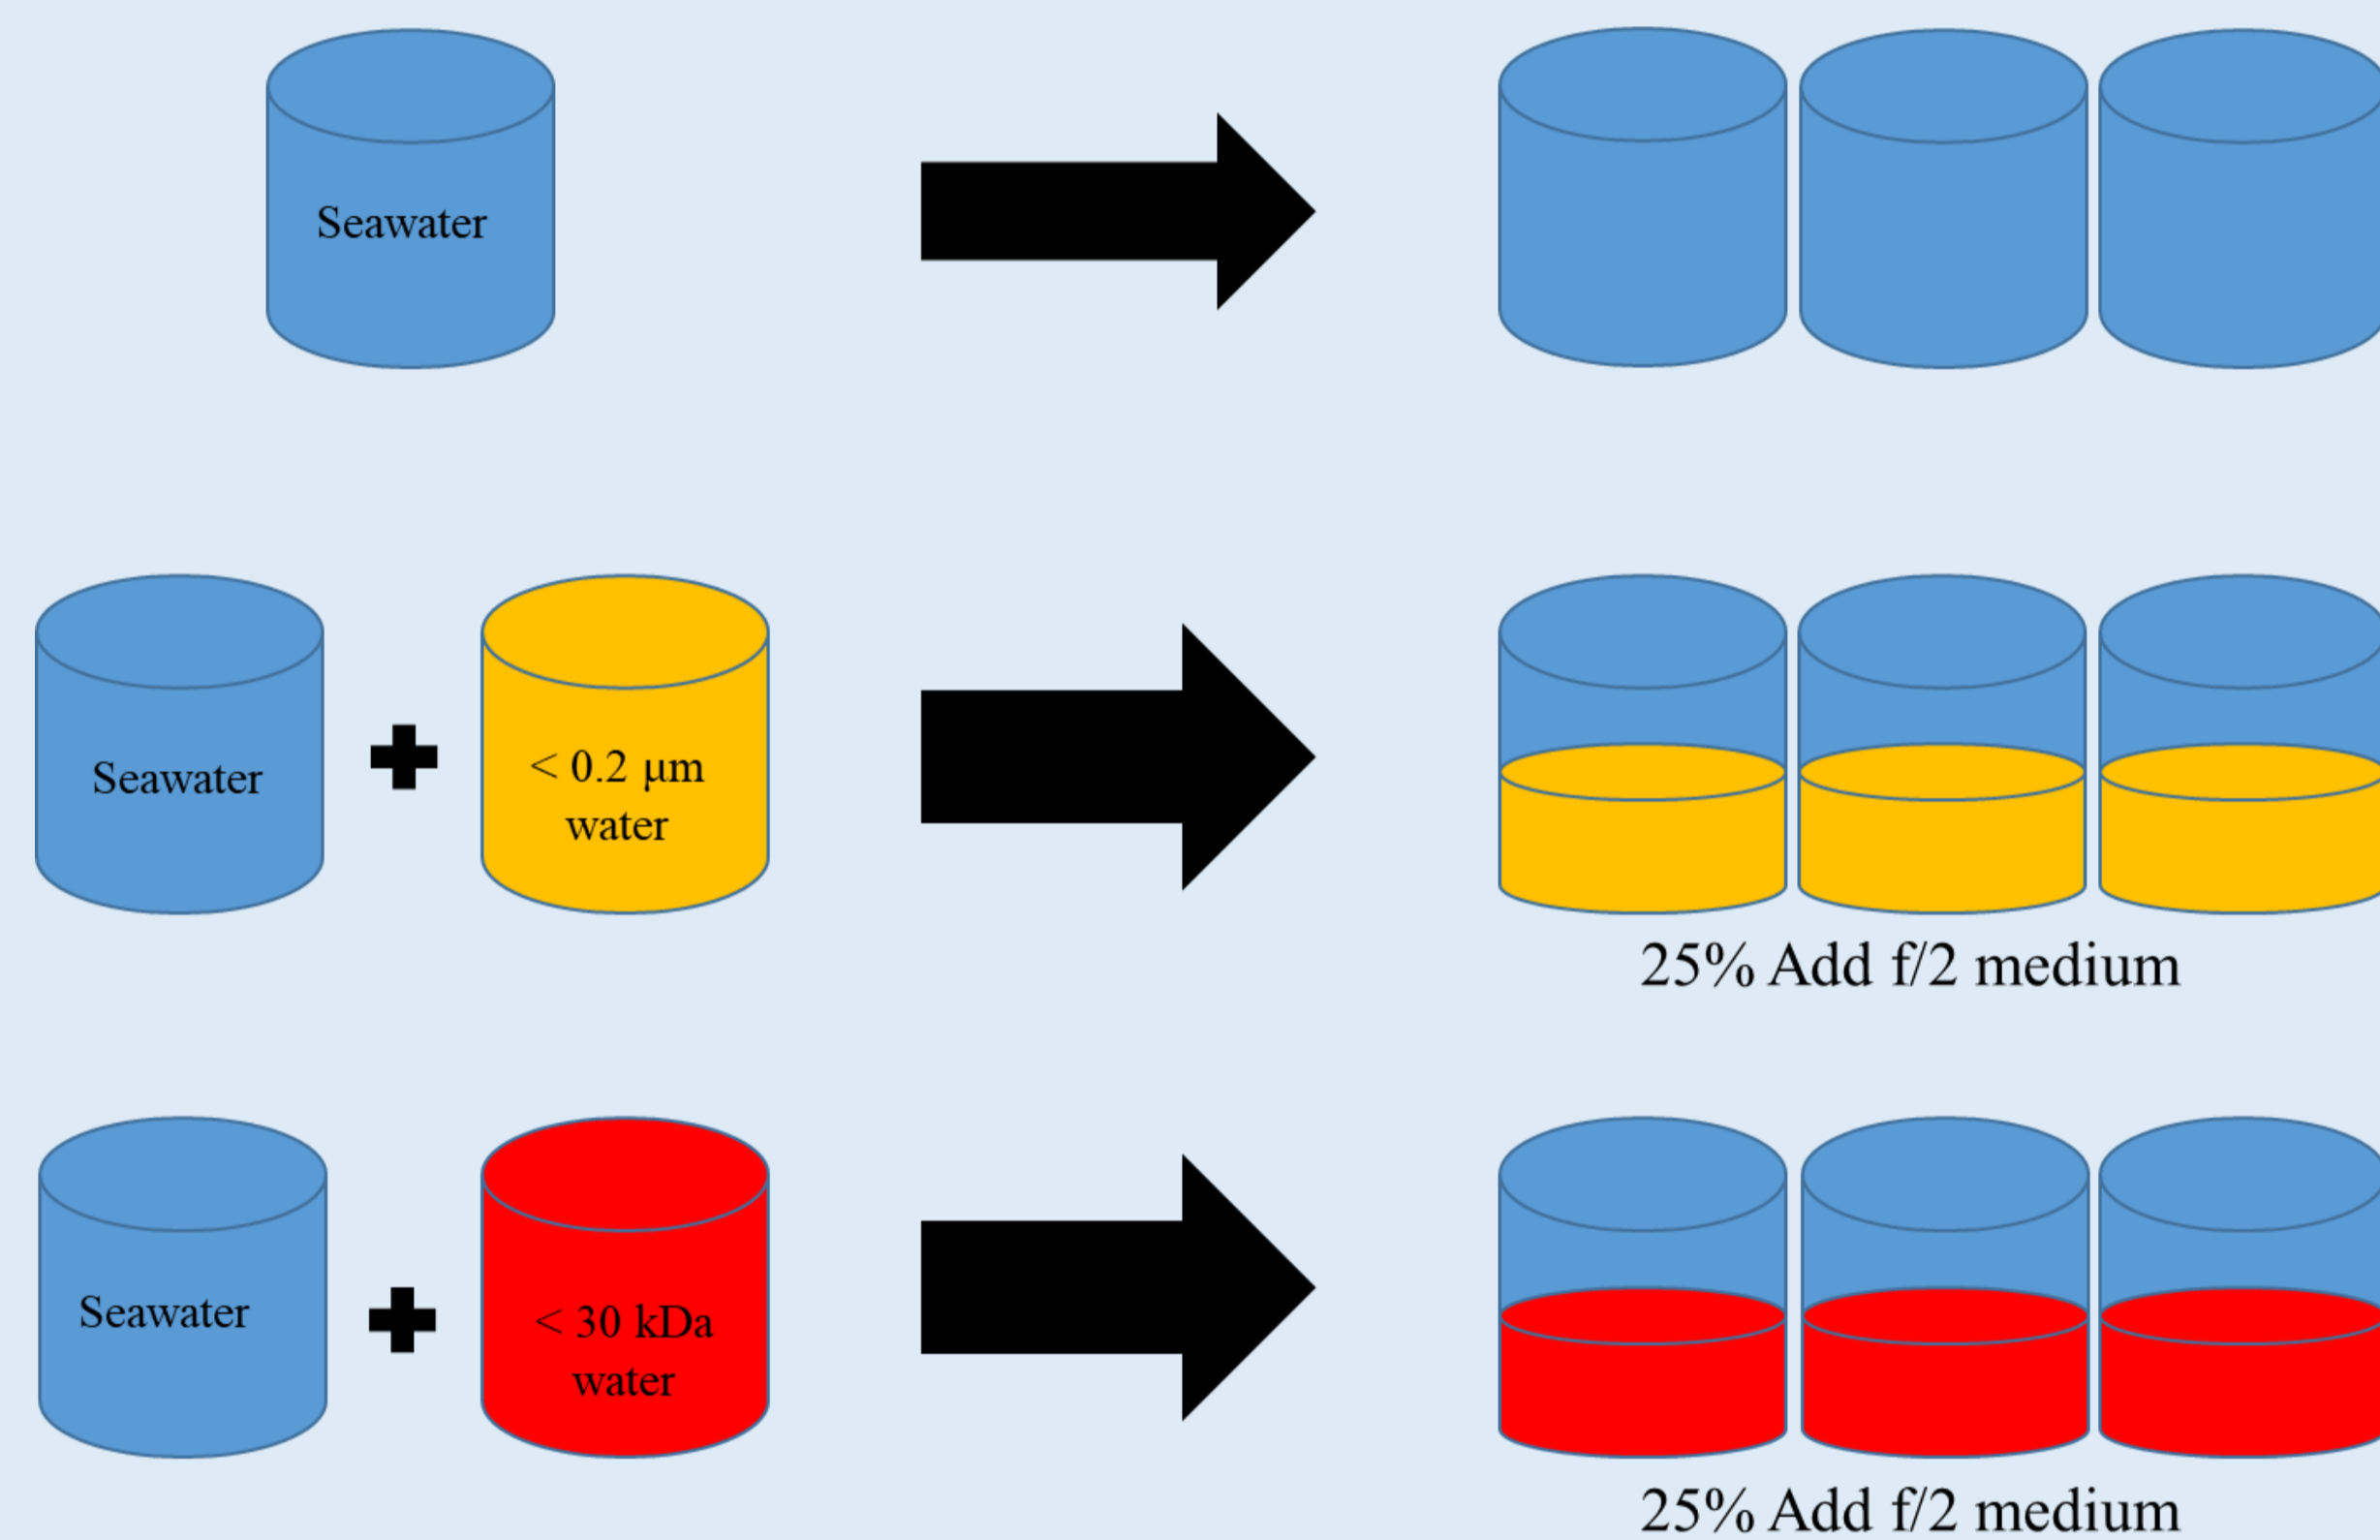 Seawater
Seawater
< 0.2 μm
water
25% Add f/2 medium
Seawater
< 30 kDa
water
25% Add f/2 medium